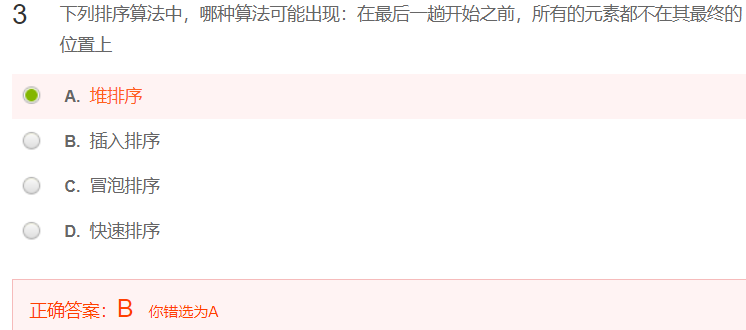 3 下列排序算法中，哪种算法可能出现：在最后一趟开始之前，所有的元素都不在其最终的
位置上
A. 堆排序
B. 插入排序
C. 冒泡排序
D. 快速排序
正确答案：B 你错选为A